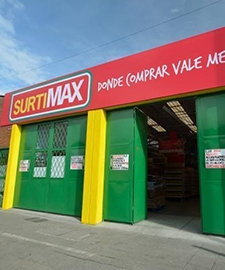 SURTIMAX
DONDE COMPRAR VALE ME